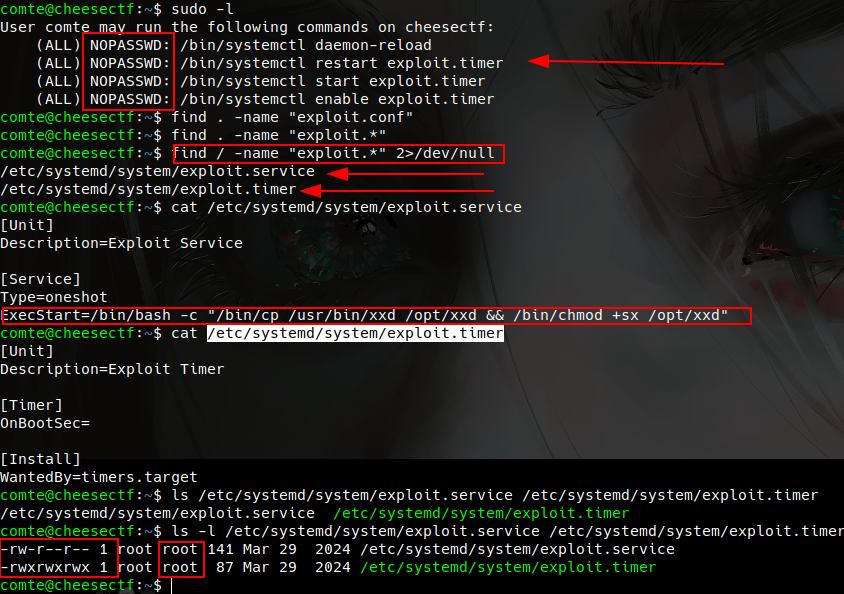 comte@cheesectf:~$ sudo -l
User comte may run the following commands on cheesectf:
    (ALL) NOPASSWD: /bin/systemctl daemon-reload
    (ALL) NOPASSWD: /bin/systemctl restart exploit.timer
    (ALL) NOPASSWD: /bin/systemctl start exploit.timer
    (ALL) NOPASSWD: /bin/systemctl enable exploit.timer
comte@cheesectf:~$ find . -name "exploit.conf"
comte@cheesectf:~$ find . -name "exploit.*"
comte@cheesectf:~$ find / -name "exploit.*" 2>/dev/null
/etc/systemd/system/exploit.service
/etc/systemd/system/exploit.timer
comte@cheesectf:~$ cat /etc/systemd/system/exploit.service
[Unit]
Description=Exploit Service

[Service]
Type=oneshot
ExecStart=/bin/bash -c "/bin/cp /usr/bin/xxd /opt/xxd && /bin/chmod +sx /opt/xxd"
comte@cheesectf:~$ cat /etc/systemd/system/exploit.timer
[Unit]
Description=Exploit Timer

[Timer]
OnBootSec=

[Install]
WantedBy=timers.target
comte@cheesectf:~$ ls /etc/systemd/system/exploit.service /etc/systemd/system/exploit.timer
/etc/systemd/system/exploit.service  /etc/systemd/system/exploit.timer
comte@cheesectf:~$ ls -l /etc/systemd/system/exploit.service /etc/systemd/system/exploit.timer
-rw-r--r-- 1 root root 141 Mar 29  2024 /etc/systemd/system/exploit.service
-rwxrwxrwx 1 root root  87 Mar 29  2024 /etc/systemd/system/exploit.timer
comte@cheesectf:~$